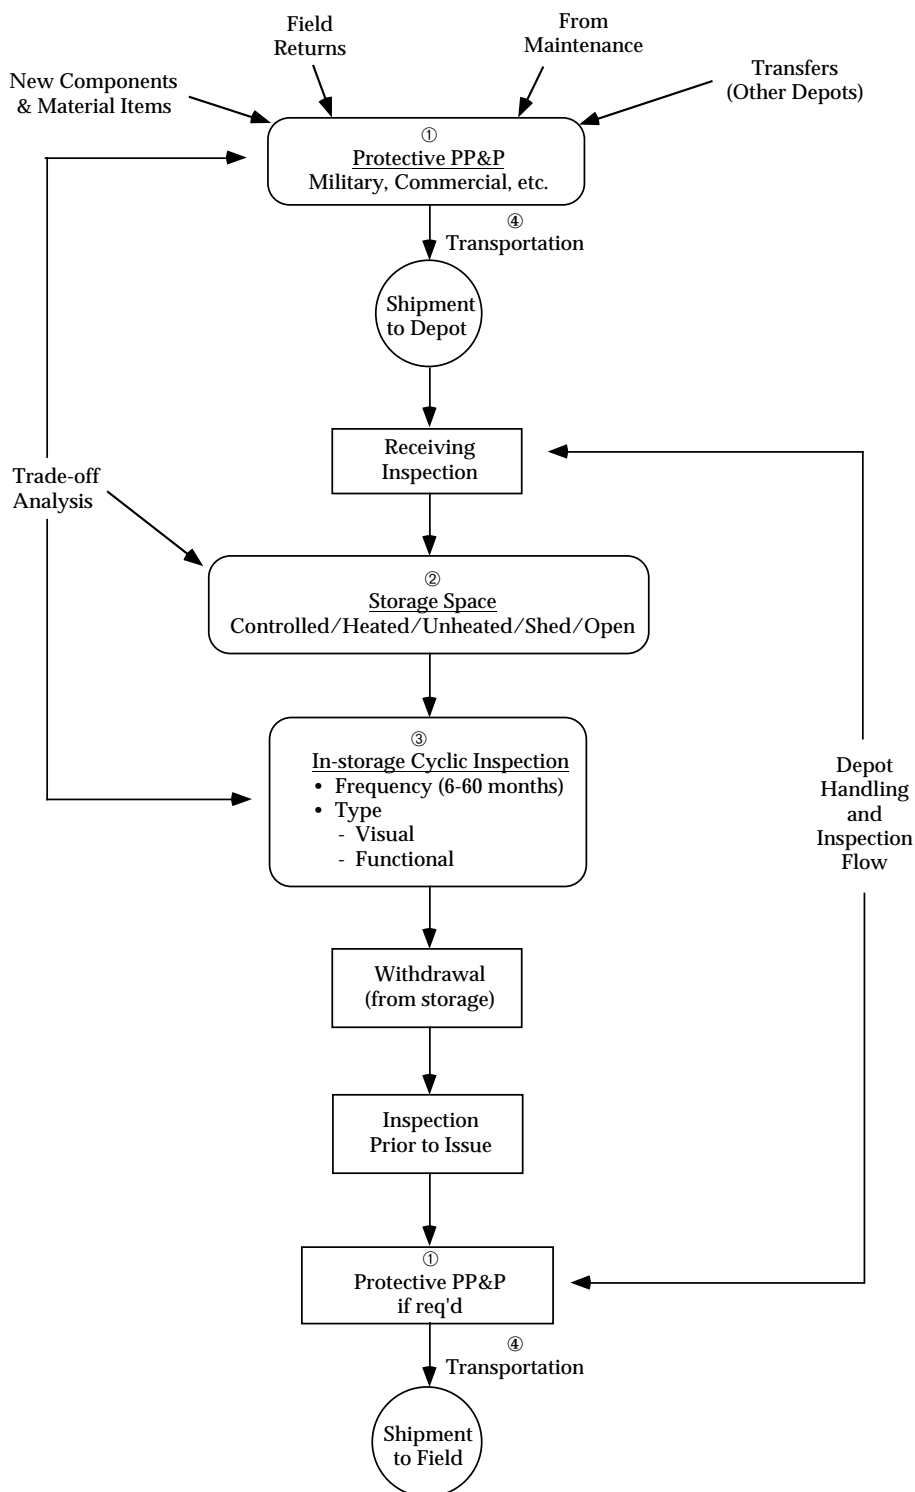 Field
Returns
From
Maintenance
New Components
& Material Items
Transfers
(Other Depots)
①
Protective PP&P
Military, Commercial, etc.
④
Transportation
Shipment
to Depot
Receiving
Inspection
Trade-off
Analysis
②
Storage Space
Controlled/Heated/Unheated/Shed/Open
③
In-storage Cyclic Inspection
• Frequency (6-60 months)
• Type
- Visual
- Functional
Depot
Handling
and
Inspection
Flow
Withdrawal
(from storage)
Inspection
Prior to Issue
①
Protective PP&P
if req'd
④
Transportation
Shipment
to Field